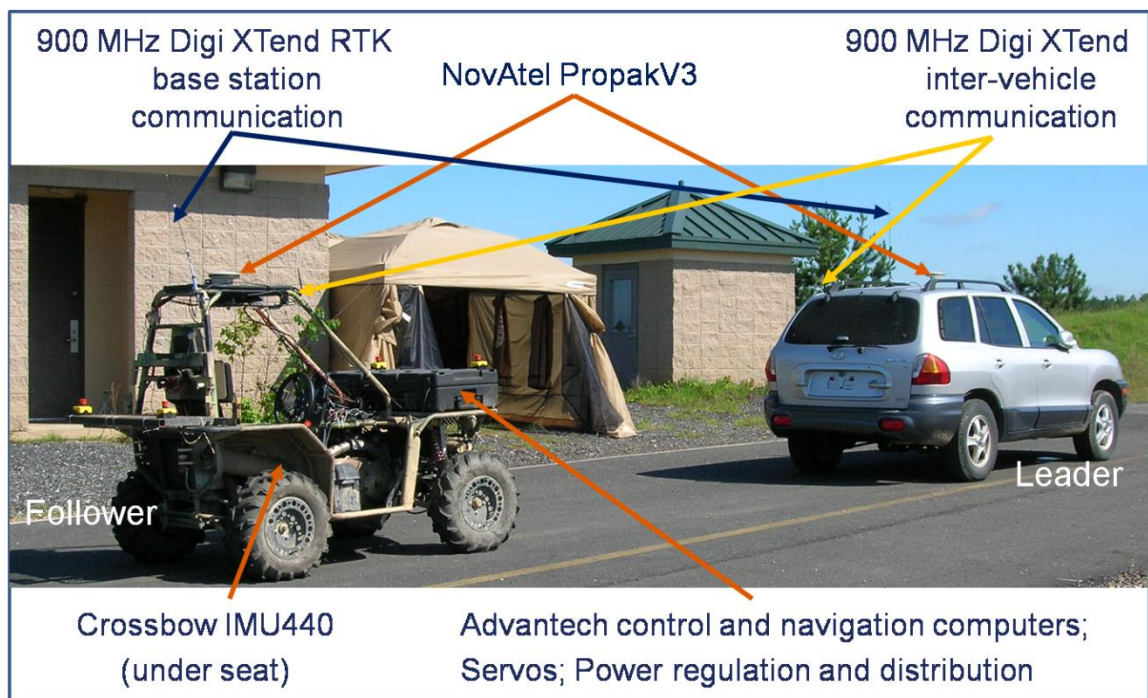 900 MHz Digi XTend RTK
base station
communication
NovAtel PropakV3
900 MHz Digi XTend
inter-vehicle
communication
Follower
Leader
Crossbow IMU440
(under seat)
Advantech control and navigation computers;
Servos; Power regulation and distribution